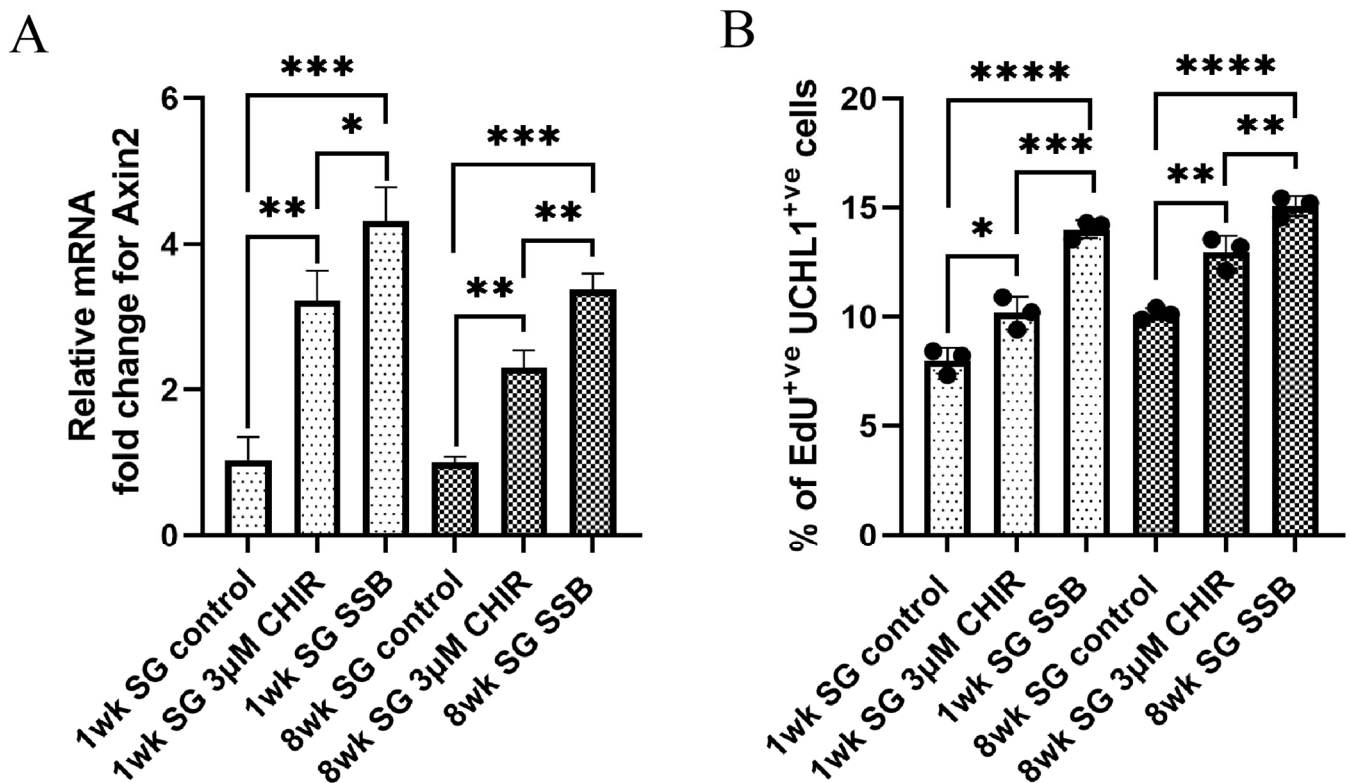 A
Relative mRNA
fold change for Axin2
6
4
2
0
***
*
**
***
**
**
1wk SG control
1wk SG 3µM CHIR
1wk SG SSB
8wk SG control
8wk SG 3µM CHIR
8wk SG SSB
B
% of EdU+ve UCHL1+ve cells
20
15
10
5
0
****
***
*
****
**
**
1wk SG control
1wk SG 3µM CHIR
1wk SG SSB
8wk SG control
8wk SG 3µM CHIR
8wk SG SSB